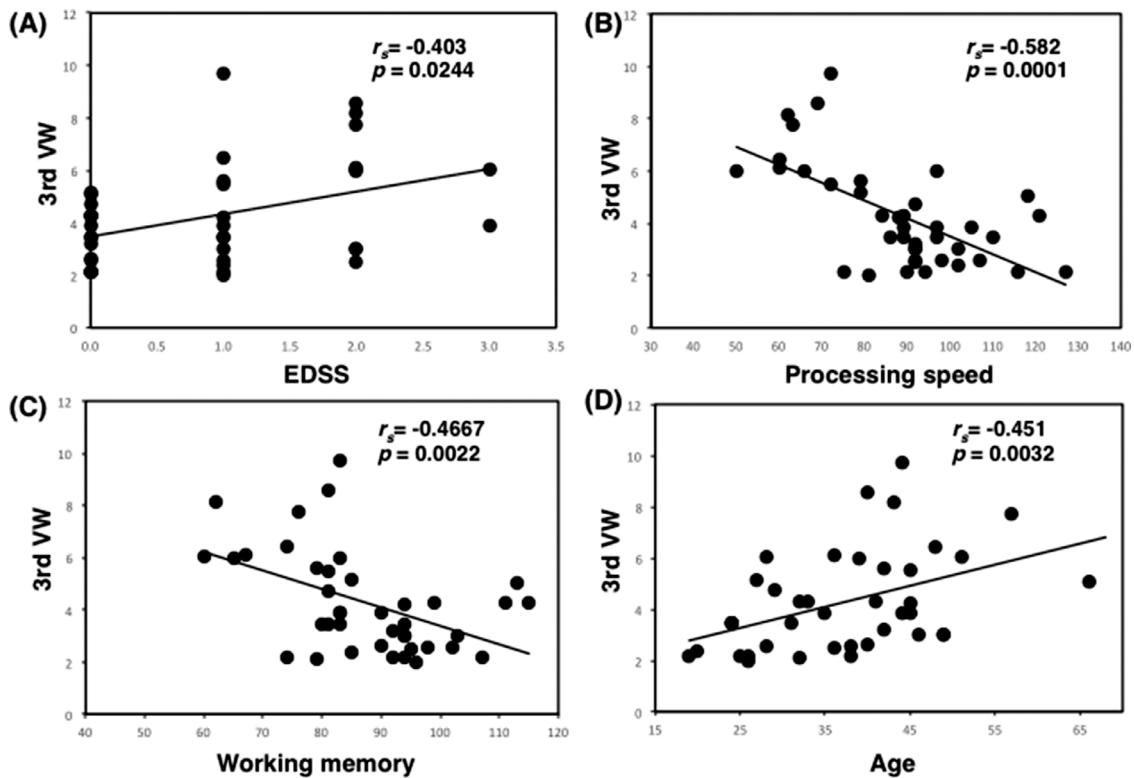 (A)
12
10
8
6
4
2
0
3rd VW
rs= -0.403
p = 0.0244
0.0 0.5 1.0 1.5 2.0 2.5 3.0 3.5
EDSS
(B)
12
10
8
6
4
2
0
3rd VW
rs= -0.582
p = 0.0001
30 40 50 60 70 80 90 100 110 120 130 140
Processing speed
(C)
12
10
8
6
4
2
0
3rd VW
rs= -0.4667
p = 0.0022
40 50 60 70 80 90 100 110 120
Working memory
(D)
12
10
8
6
4
2
0
3rd VW
rs= -0.451
p = 0.0032
15 25 35 45 55 65
Age